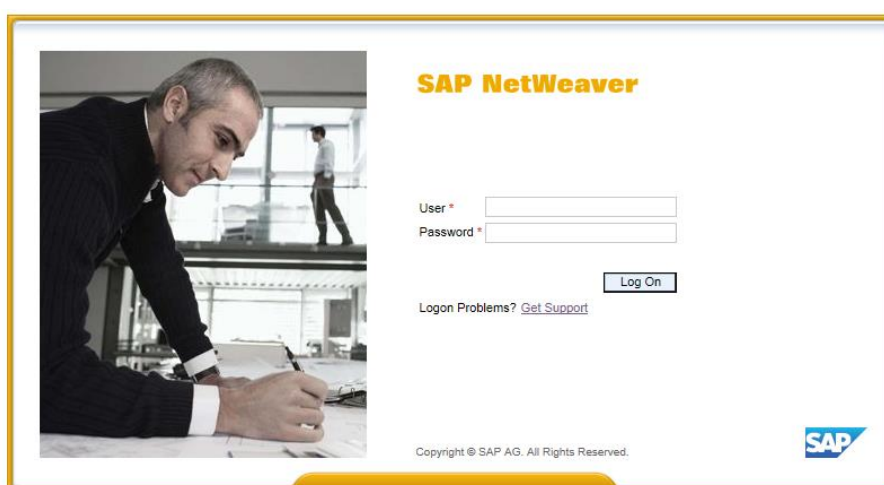 SAP NetWeaver
User *
Password *
Log On
Logon Problems? Get Support
Copyright © SAP AG. All Rights Reserved.
SAP